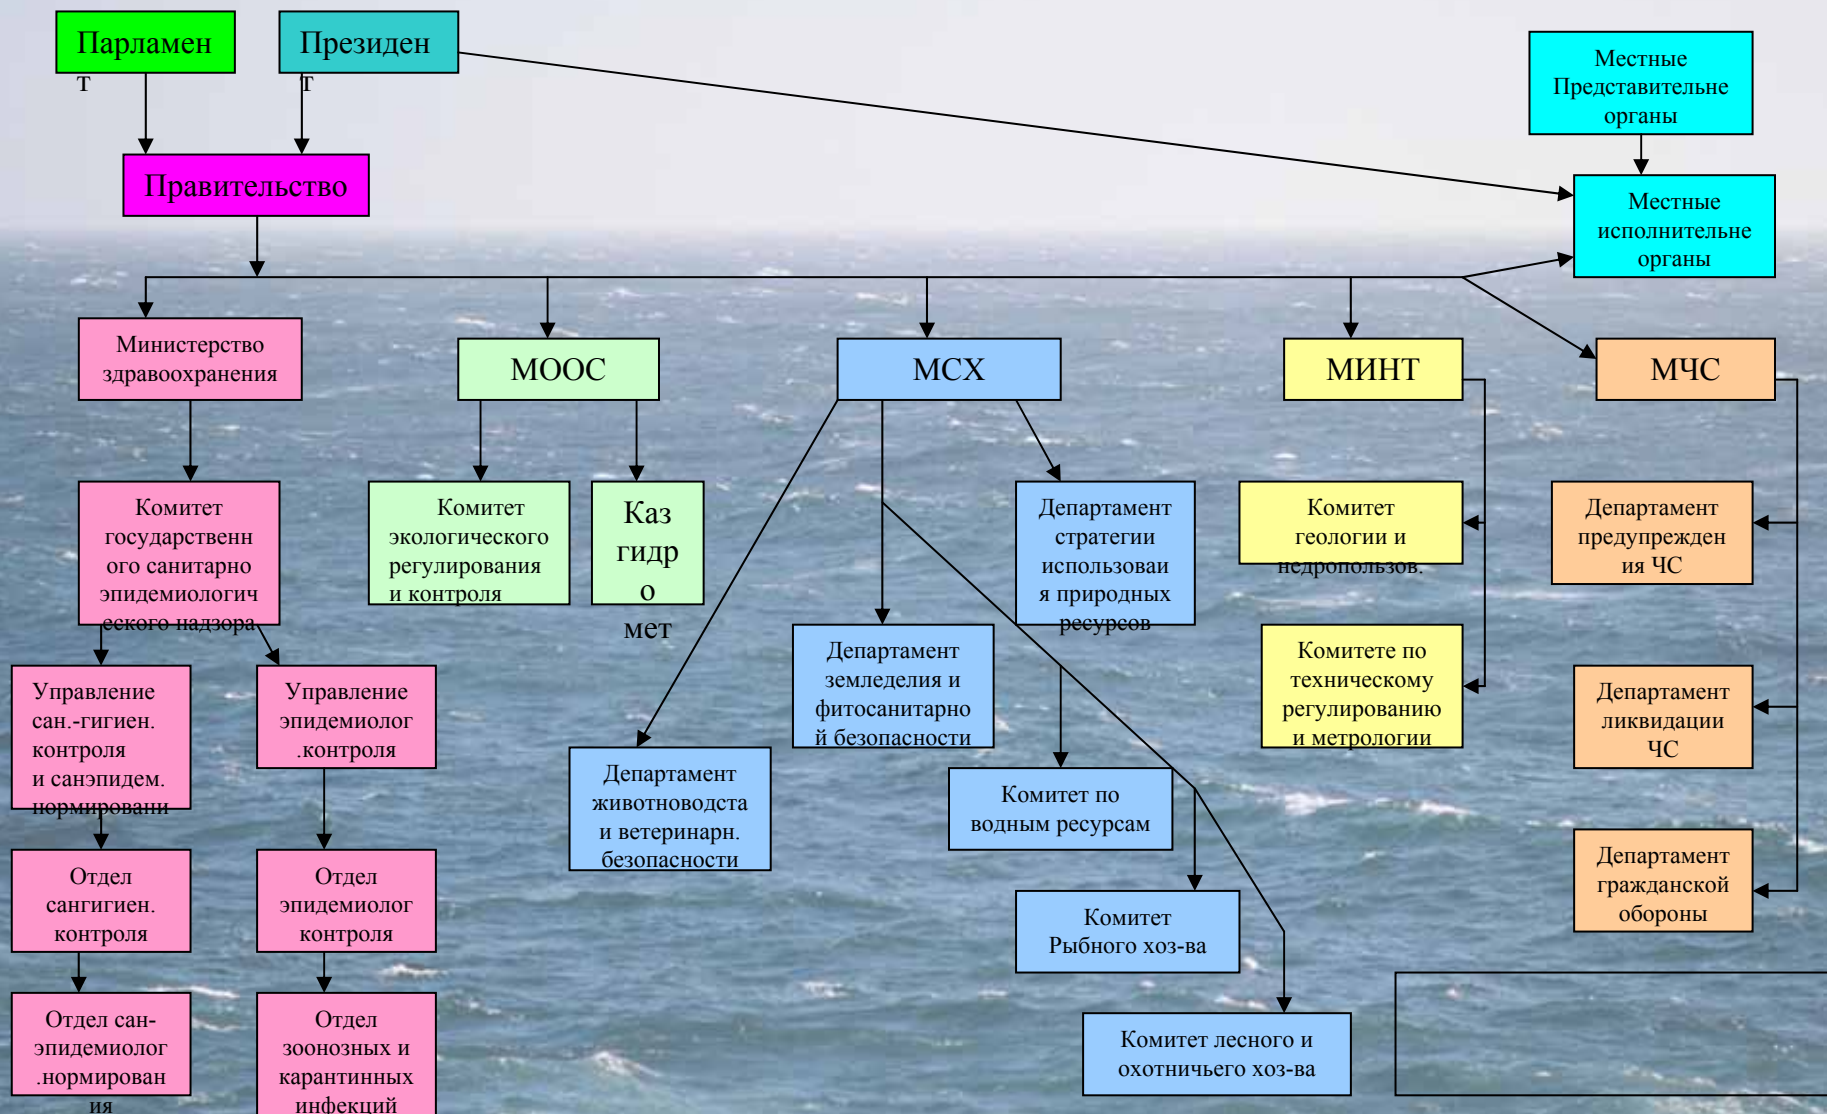 Парламен
т
Президен
т
Местные
Представительне
органы
Правительство
Местные
исполнительне
органы
Министерство
здравоохранения
МООС
МСХ
МИНТ
МЧС
Комитет
государственн
ого санитарно
эпидемиологич
еского надзора
Комитет
экологического
регулирования
и контроля
Каз
гидр
о
мет
Департамент
стратегии
использоваи
я природных
ресурсов
Комитет
геологии и
недропользов.
Департамент
предупрежден
ия ЧС
Управление
сан.-гигиен.
контроля
и санэпидем.
нормировани
Управление
эпидемиолог
.контроля
Департамент
земледелия и
фитосанитарно
й безопасности
Комитете по
техническому
регулированию
и метрологии
Департамент
ликвидации
ЧС
Департамент
животноводста
и ветеринарн.
безопасности
Комитет по
водным ресурсам
Отдел
сангигиен.
контроля
Отдел
эпидемиолог
контроля
Департамент
гражданской
обороны
Комитет
Рыбного хоз-ва
Отдел сан-
эпидемиолог
.нормирован
ия
Отдел
зоонозных и
карантинных
инфекций
Комитет лесного и
охотничьего хоз-ва